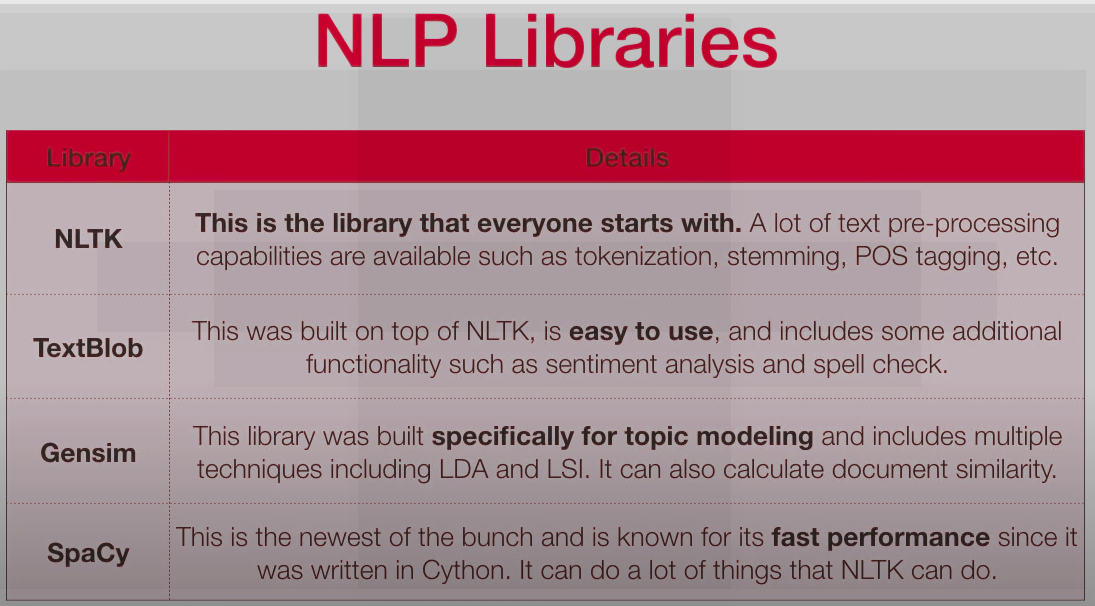 NLP Libraries
Library Details
NLTK
This is the library that everyone starts with. A lot of text pre-processing
capabilities are available such as tokenization, stemming, POS tagging, etc.
TextBlob
This was built on top of NLTK, is easy to use, and includes some additional
functionality such as sentiment analysis and spell check.
Gensim
This library was built specifically for topic modeling and includes multiple
techniques including LDA and LSI. It can also calculate document similarity.
SpaCy
This is the newest of the bunch and is known for its fast performance since it
was written in Cython. It can do a lot of things that NLTK can do.